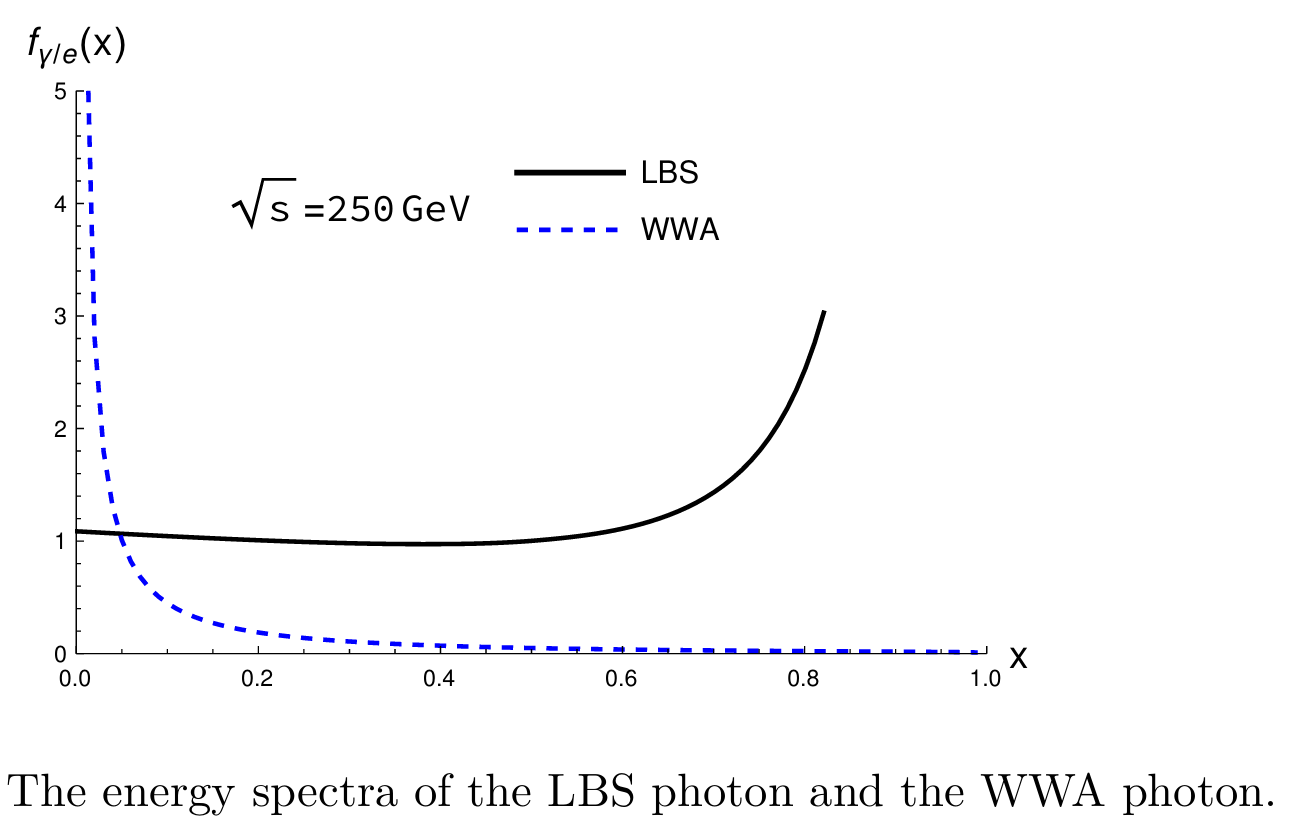 fγ/e(x)
5
4
3
2
1
0
√s =250 GeV
LBS
WWA
0.0 0.2 0.4 0.6 0.8 1.0 x
The energy spectra of the LBS photon and the WWA photon.